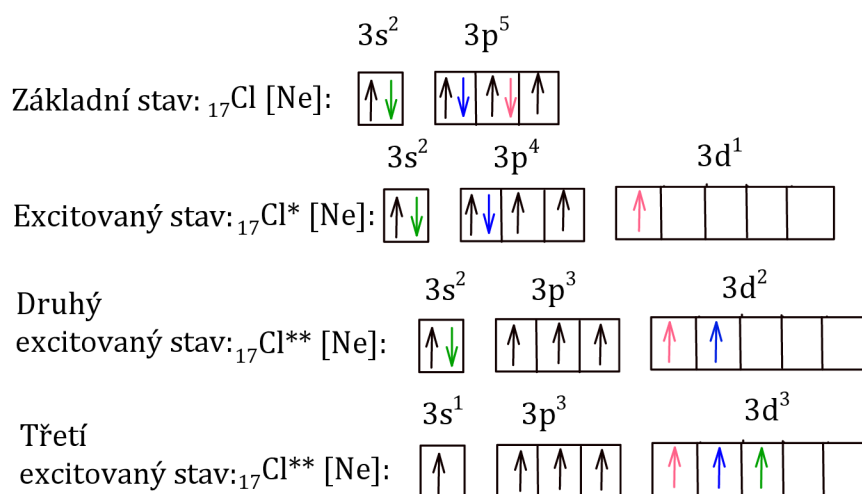 3s² 3p⁵
Základní stav: ₁₇Cl [Ne]:
3s² 3p⁴ 3d¹
Excitovaný stav: ₁₇Cl* [Ne]:
3s² 3p³ 3d²
Druhý
excitovaný stav: ₁₇Cl** [Ne]:
3s¹ 3p³ 3d³
Třetí
excitovaný stav: ₁₇Cl** [Ne]: